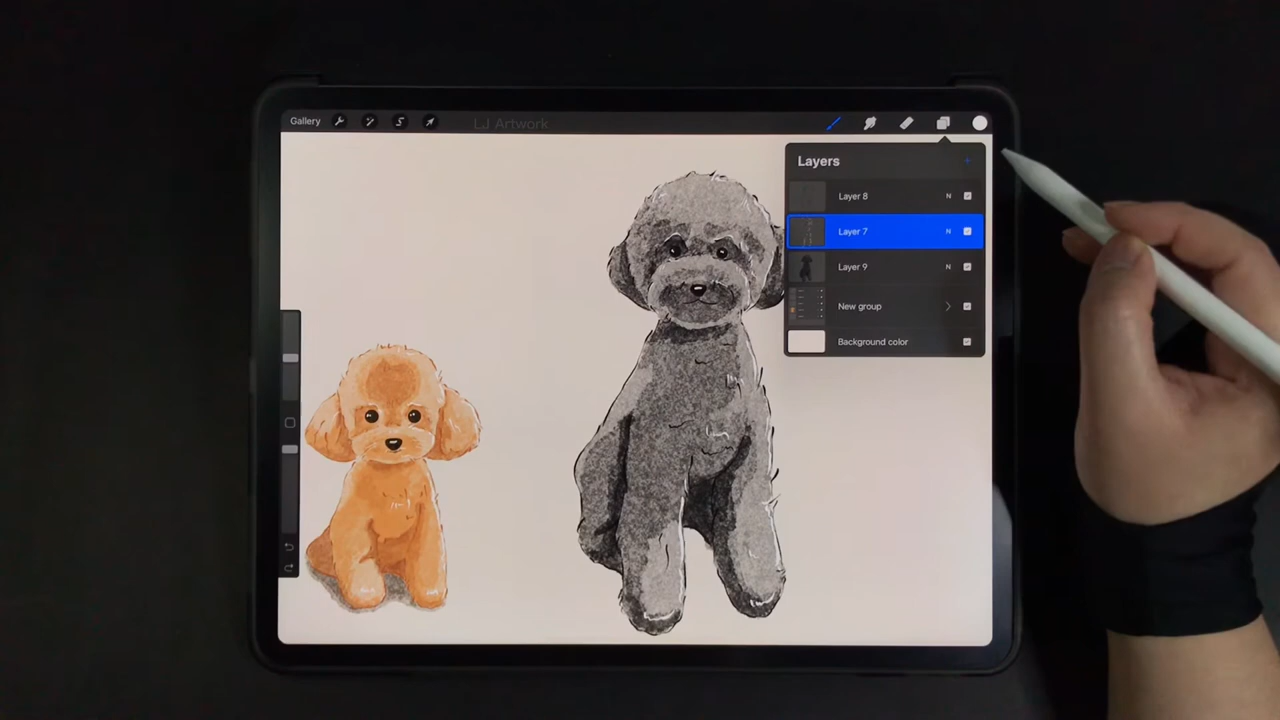 Gallery
LJ Artwork
Layers
Layer 8 N
Layer 7 N
Layer 9 N
New group
Background color